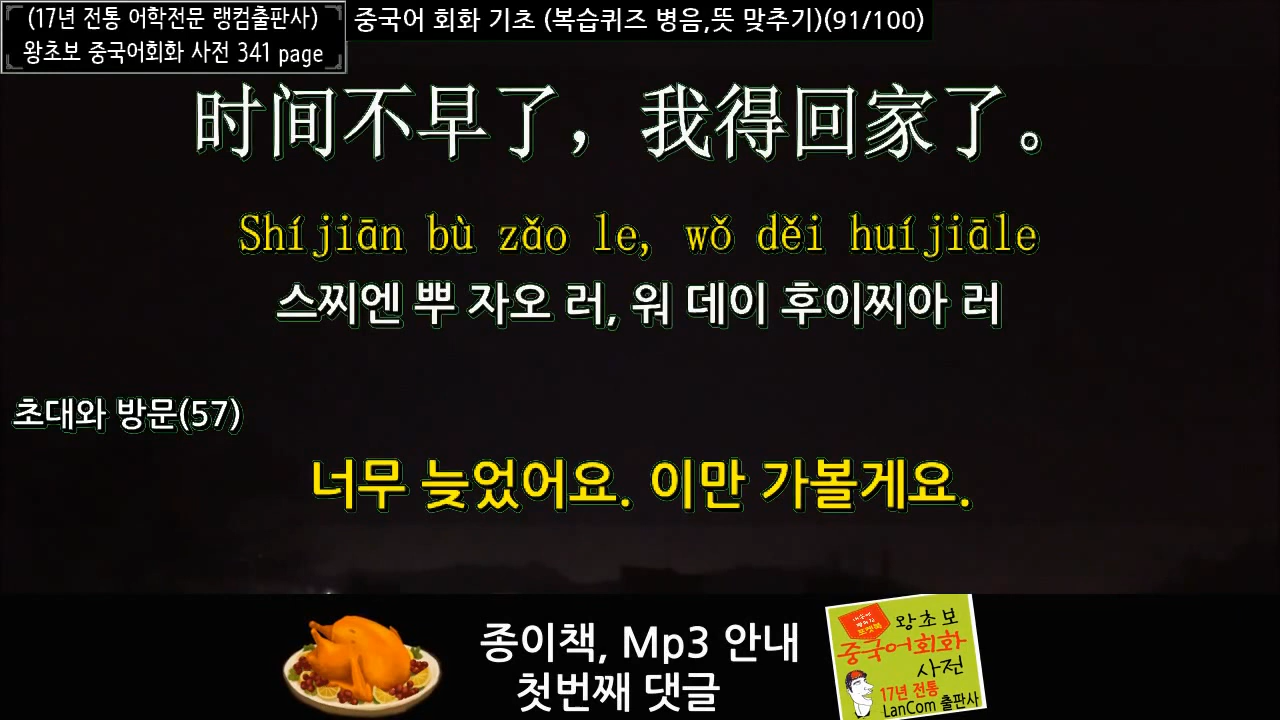 (17년 전통 어학전문 랭컴출판사)
왕초보 중국어회화 사전 341 page
중국어 회화 기초 (복습퀴즈 병음,뜻 맞추기)(91/100)
时间不早了，我得回家了。
Shíjiān bù zǎo le, wǒ děi huíjiāle
스찌엔 뿌 자오 러, 워 데이 후이찌아 러
초대와 방문(57)
너무 늦었어요. 이만 가볼게요.
종이책, Mp3 안내
첫번째 댓글
포켓북
왕초보
중국어회화
사전
17년 전통
LanCom 출판사